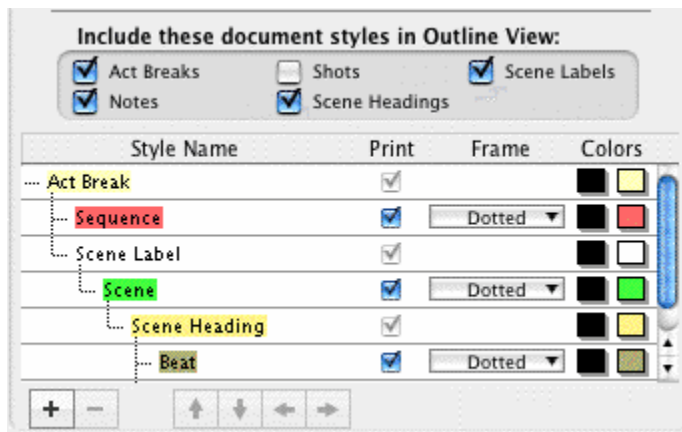 Include these document styles in Outline View:
Act Breaks Shots Scene Labels
Notes Scene Headings
Style Name Print Frame Colors
Act Break
Sequence Dotted
Scene Label
Scene Dotted
Scene Heading
Beat Dotted